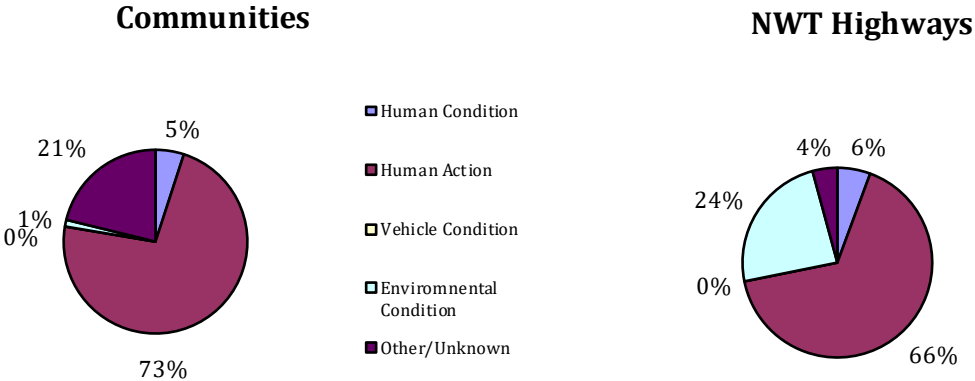 Communities
NWT Highways
5%
21%
1%
0%
73%
Human Condition
Human Action
Vehicle Condition
Enviromnental
Condition
Other/Unknown
4%
6%
24%
0%
66%